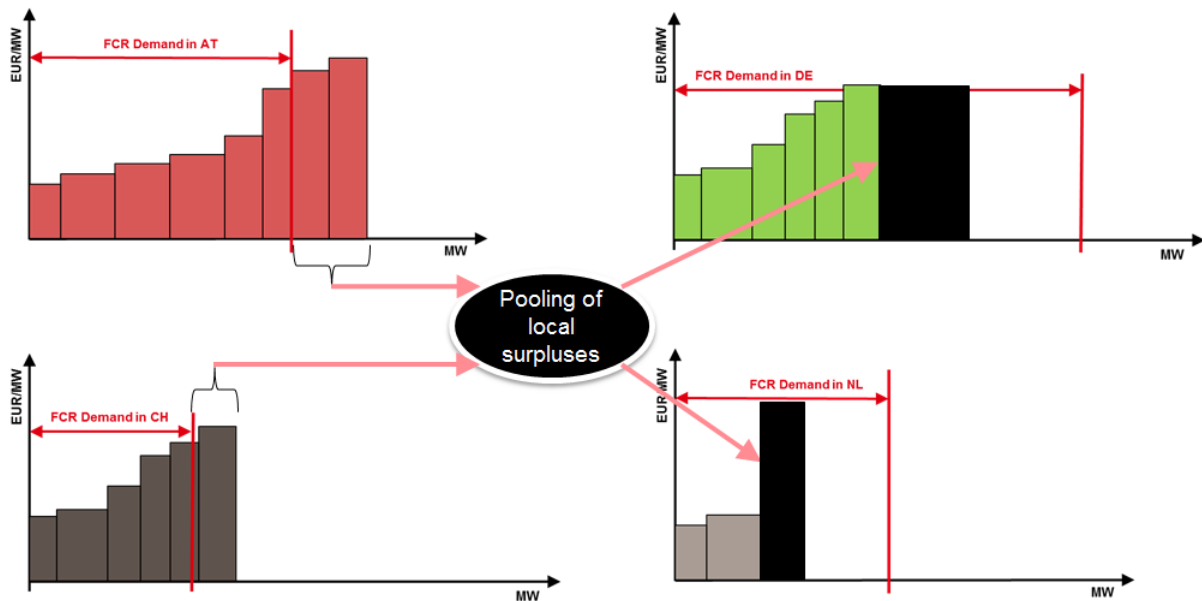 EUR/MW
FCR Demand in AT
MW
EUR/MW
FCR Demand in DE
MW
Pooling of
local
surpluses
EUR/MW
FCR Demand in CH
MW
EUR/MW
FCR Demand in NL
MW